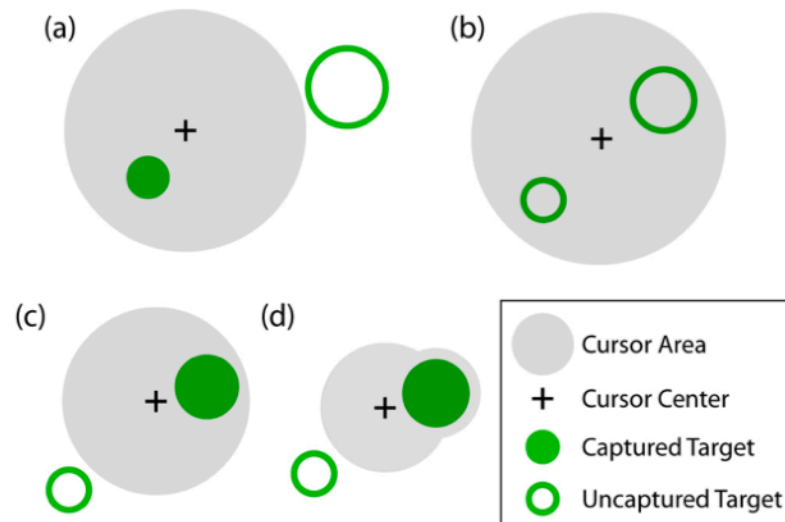 (a)
(b)
(c)
(d)
Cursor Area
Cursor Center
Captured Target
Uncaptured Target